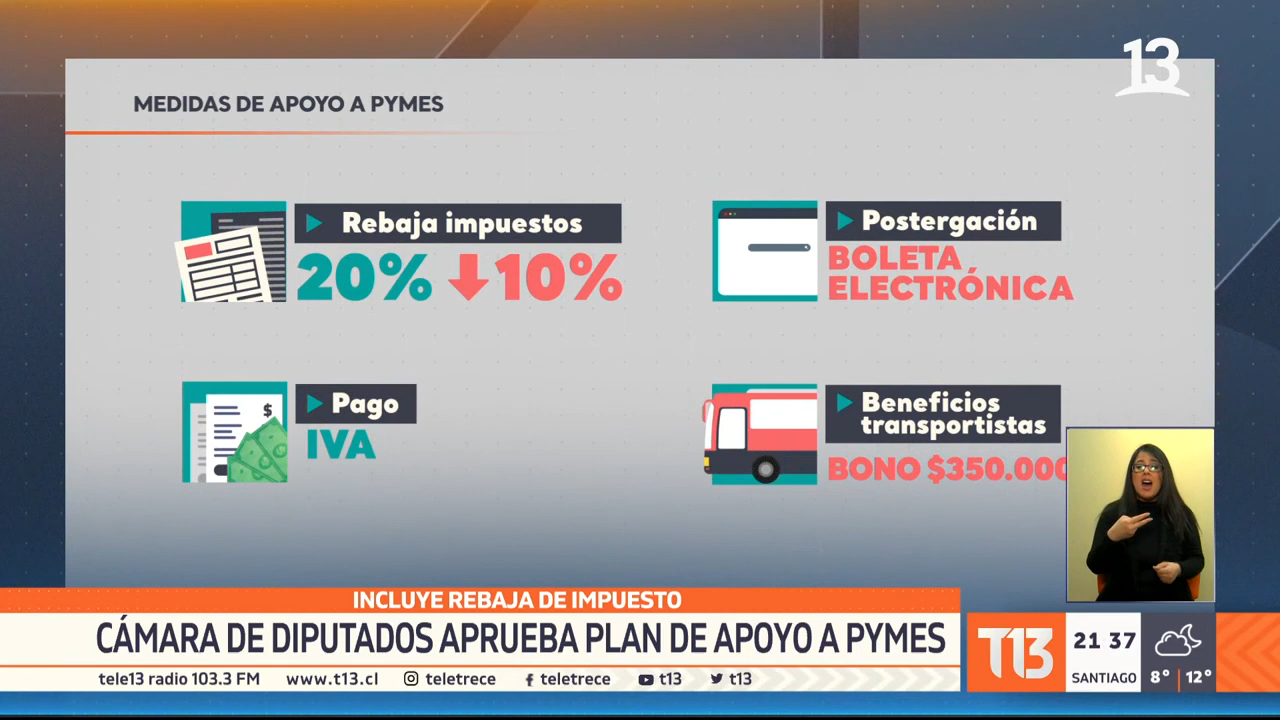 13
MEDIDAS DE APOYO A PYMES
Rebaja impuestos
20% 10%
Postergación
BOLETA
ELECTRÓNICA
$
Pago
IVA
Beneficios
transportistas
BONO $350.000
INCLUYE REBAJA DE IMPUESTO
CÁMARA DE DIPUTADOS APRUEBA PLAN DE APOYO A PYMES
tele13 radio 103.3 FM www.t13.cl teletrece teletrece t13 t13
T13
21 37
SANTIAGO
8° 12°